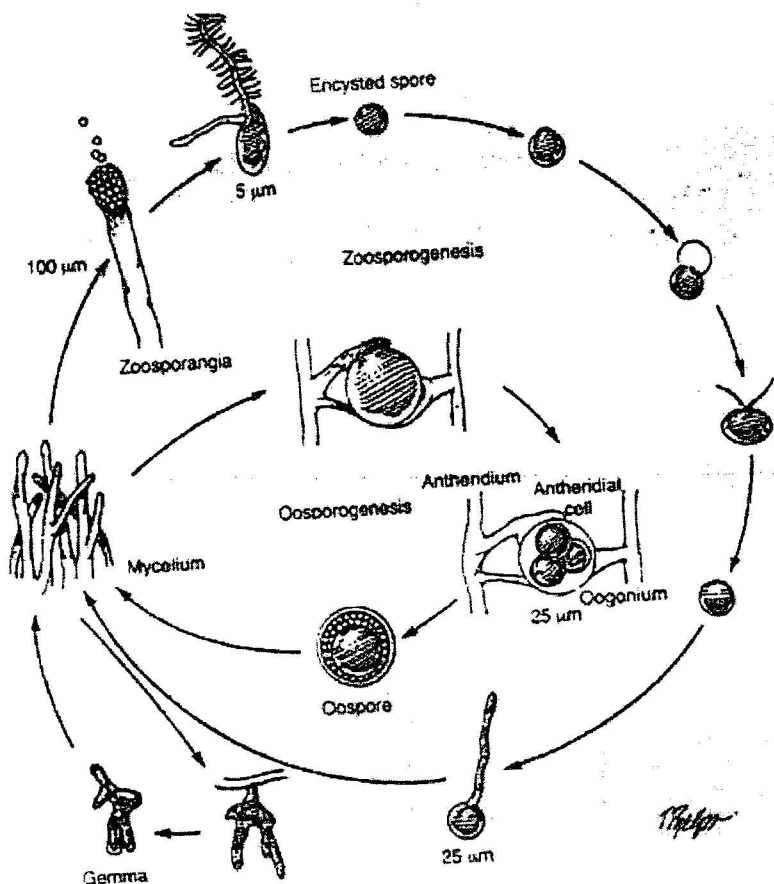 Encysted spore
5 µm
Zoosporogenesis
100 µm
Zoosporangia
Antheridium
Antheridial
cell
Oosporogenesis
Mycelium
Oogonium
25 µm
Oospore
Gemma
25 µm